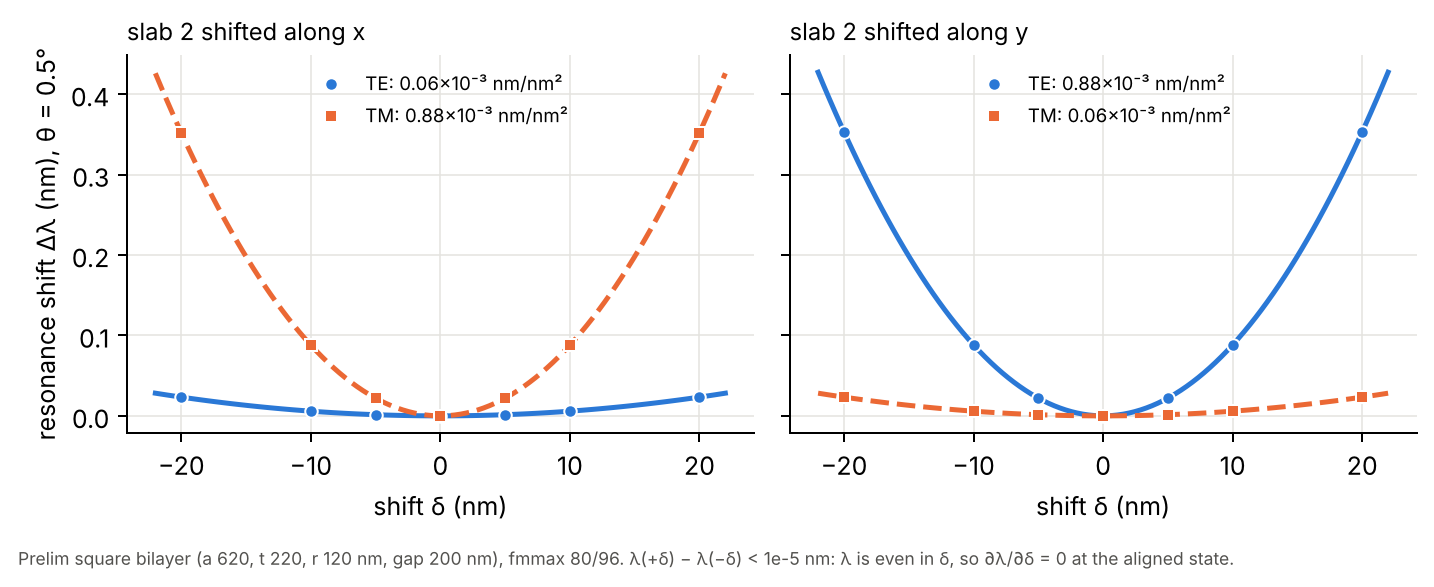 slab 2 shifted along x
slab 2 shifted along y
resonance shift Δλ (nm), θ = 0.5°
TE: 0.06×10⁻³ nm/nm²
TM: 0.88×10⁻³ nm/nm²
TE: 0.88×10⁻³ nm/nm²
TM: 0.06×10⁻³ nm/nm²
0.4
0.3
0.2
0.1
0.0
−20 −10 0 10 20
−20 −10 0 10 20
shift δ (nm)
shift δ (nm)
Prelim square bilayer (a 620, t 220, r 120 nm, gap 200 nm), fmmax 80/96. λ(+δ) − λ(−δ) < 1e-5 nm: λ is even in δ, so ∂λ/∂δ = 0 at the aligned state.